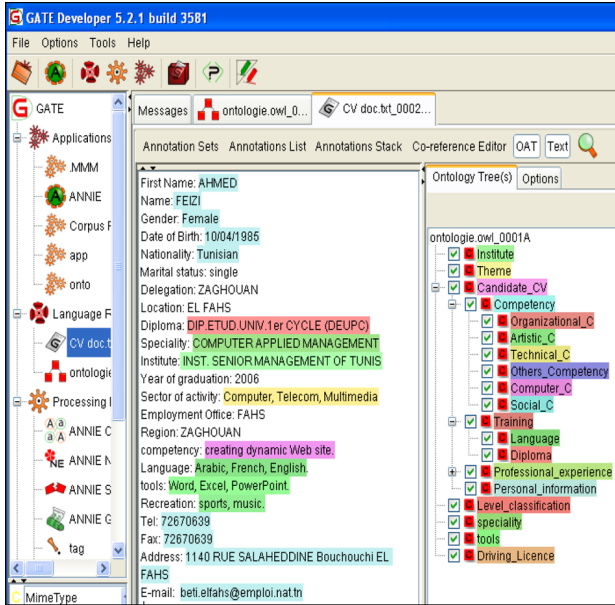 GATE Developer 5.2.1 build 3581
File Options Tools Help
GATE
Applications
.MMM
ANNIE
Corpus P
app
onto
Language R
CV doc.t
ontologie
Processing
ANNIE C
ANNIE N
ANNIE S
ANNIE G
tag
MimeType
Messages ontologie.owl_0... CV doc.txt_0002...
Annotation Sets Annotations List Annotations Stack Co-reference Editor OAT Text
First Name: AHMED
Name: FEIZI
Gender: Female
Date of Birth: 10/04/1985
Nationality: Tunisian
Marital status: single
Delegation: ZAGHOUAN
Location: EL FAHS
Diploma: DIP.ETUD.UNIV.1er CYCLE (DEUPC)
Speciality: COMPUTER APPLIED MANAGEMENT
Institute: INST. SENIOR MANAGEMENT OF TUNIS
Year of graduation: 2006
Sector of activity: Computer, Telecom, Multimedia
Employment Office: FAHS
Region: ZAGHOUAN
competency: creating dynamic Web site.
Language: Arabic, French, English.
tools: Word, Excel, PowerPoint.
Recreation: sports, music.
Tel: 72670639
Fax: 72670639
Address: 1140 RUE SALAHEDDINE Bouchouchi EL
FAHS
E-mail: beti.elfahs@emploi.nat.tn
Ontology Tree(s) Options
ontologie.owl_0001A
Institute
Theme
Candidate_CV
Competency
Organizational_C
Artistic_C
Technical_C
Others_Competency
Computer_C
Social_C
Training
Language
Diploma
Professional_experience
Personal_information
Level_classification
speciality
tools
Driving_Licence